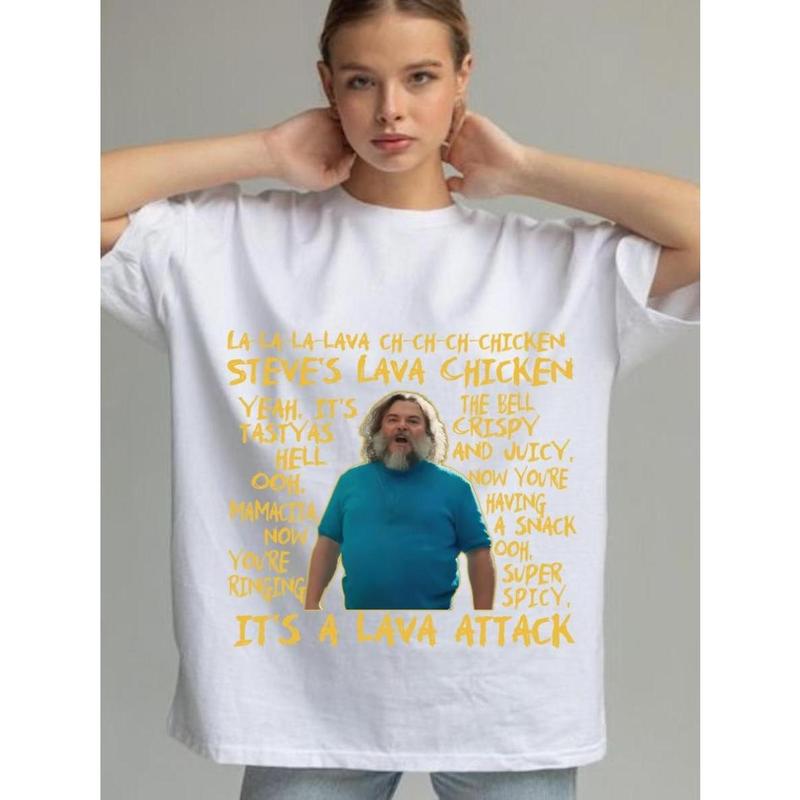 LA-LA-LA-LAVA CH-CH-CH-CHICKEN
STEVE'S LAVA CHICKEN
YEAH, IT'S
TASTYAS
HELL
OOH,
MAMACITA,
NOW
YOU'RE
RINGING
THE BELL
CRISPY
AND JUICY,
NOW YOU'RE
HAVING
A SNACK
OOH,
SUPER
SPICY,
IT'S A LAVA ATTACK